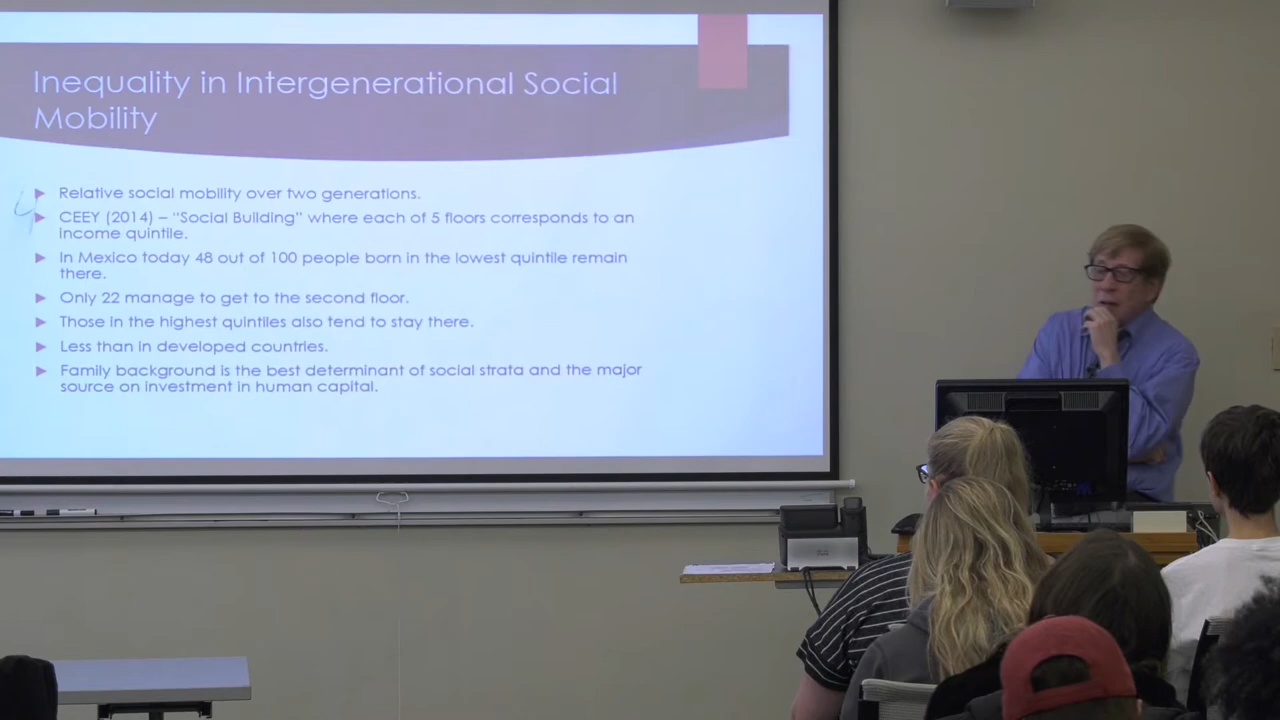 Inequality in Intergenerational Social
Mobility
Relative social mobility over two generations.
CEEY (2014) – “Social Building” where each of 5 floors corresponds to an
income quintile.
In Mexico today 48 out of 100 people born in the lowest quintile remain
there.
Only 22 manage to get to the second floor.
Those in the highest quintiles also tend to stay there.
Less than in developed countries.
Family background is the best determinant of social strata and the major
source on investment in human capital.